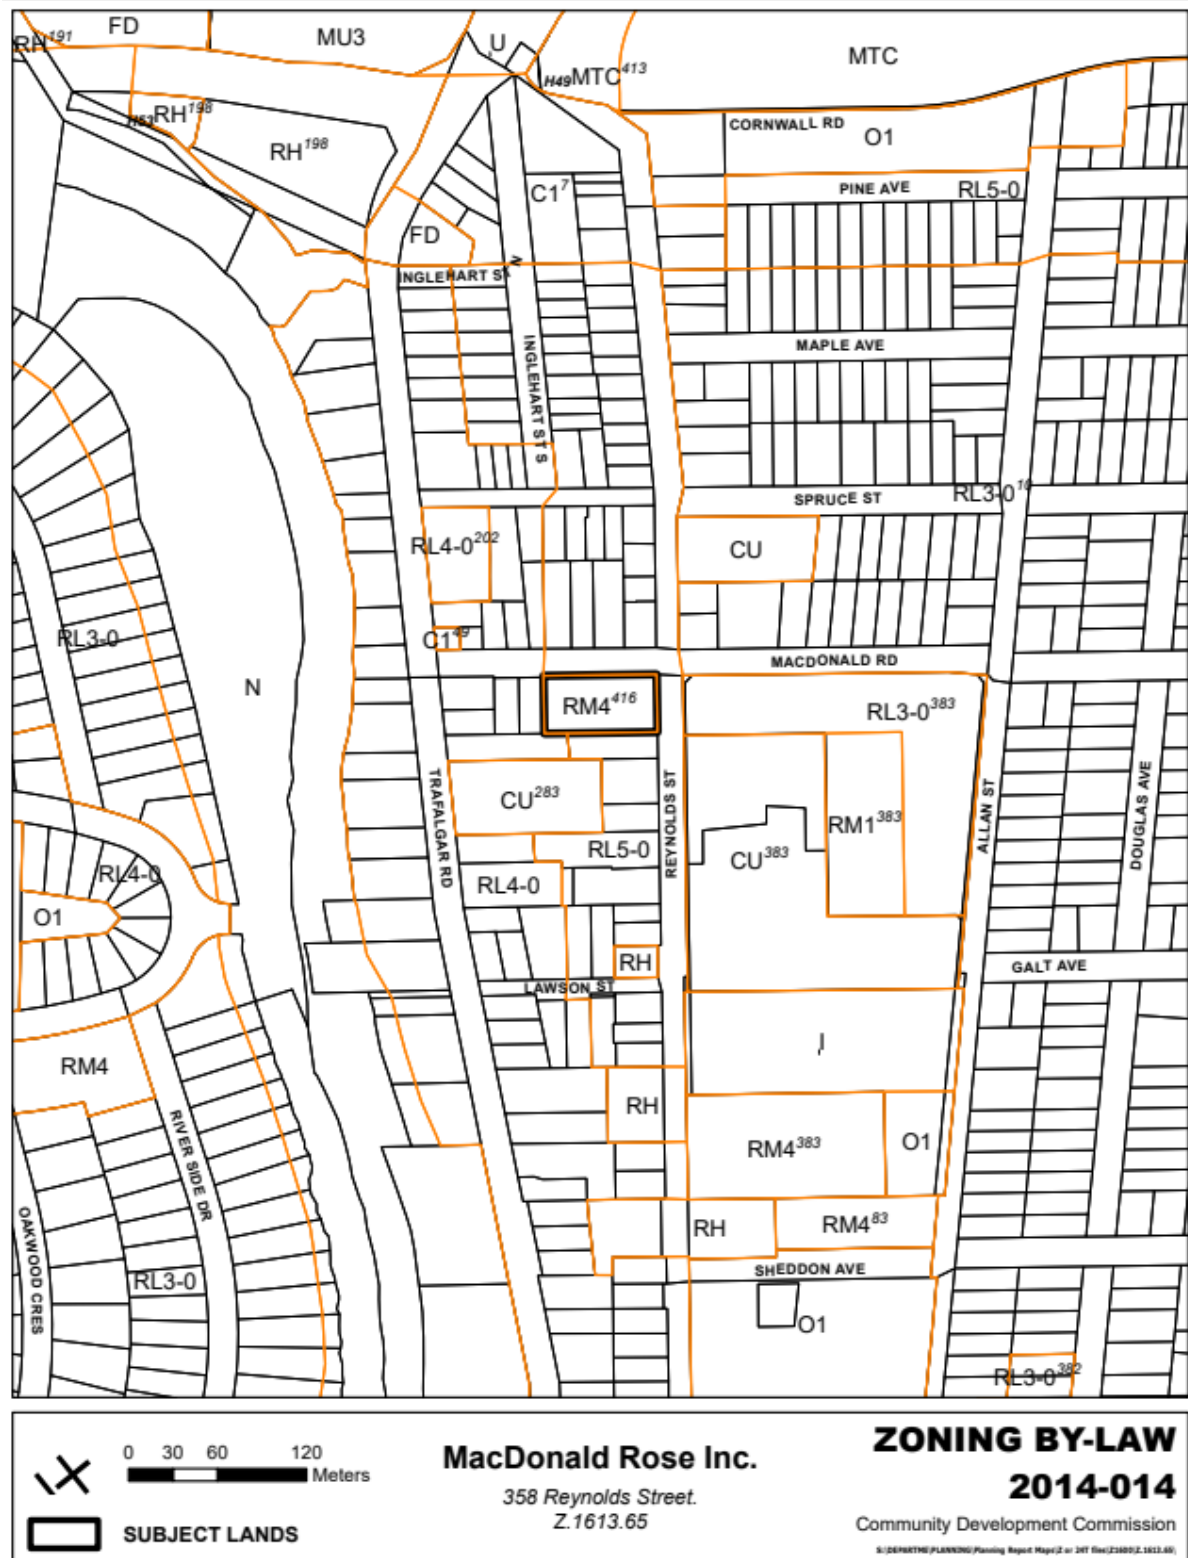 FD
RH191
MU3
U
MTC
H49 MTC413
RH198
H53
RH198
CORNWALL RD
O1
C17
PINE AVE
RL5-0
FD
INGLEHART ST N
INGLEHART ST S
MAPLE AVE
SPRUCE ST
RL3-010
RL4-0202
CU
C149
RL3-0
MACDONALD RD
N
RM4416
RL3-0383
TRAFALGAR RD
CU283
REYNOLDS ST
RM1383
ALLAN ST
DOUGLAS AVE
RL5-0
CU383
RL4-0
RL4-0
O1
RH
GALT AVE
LAWSON ST
I
RM4
RH
RM4383
O1
RIVER SIDE DR
RH
RM483
OAKWOOD CRES
RL3-0
SHEDDON AVE
O1
RL3-0382
0 30 60 120
Meters
SUBJECT LANDS
MacDonald Rose Inc.
358 Reynolds Street.
Z.1613.65
ZONING BY-LAW
2014-014
Community Development Commission